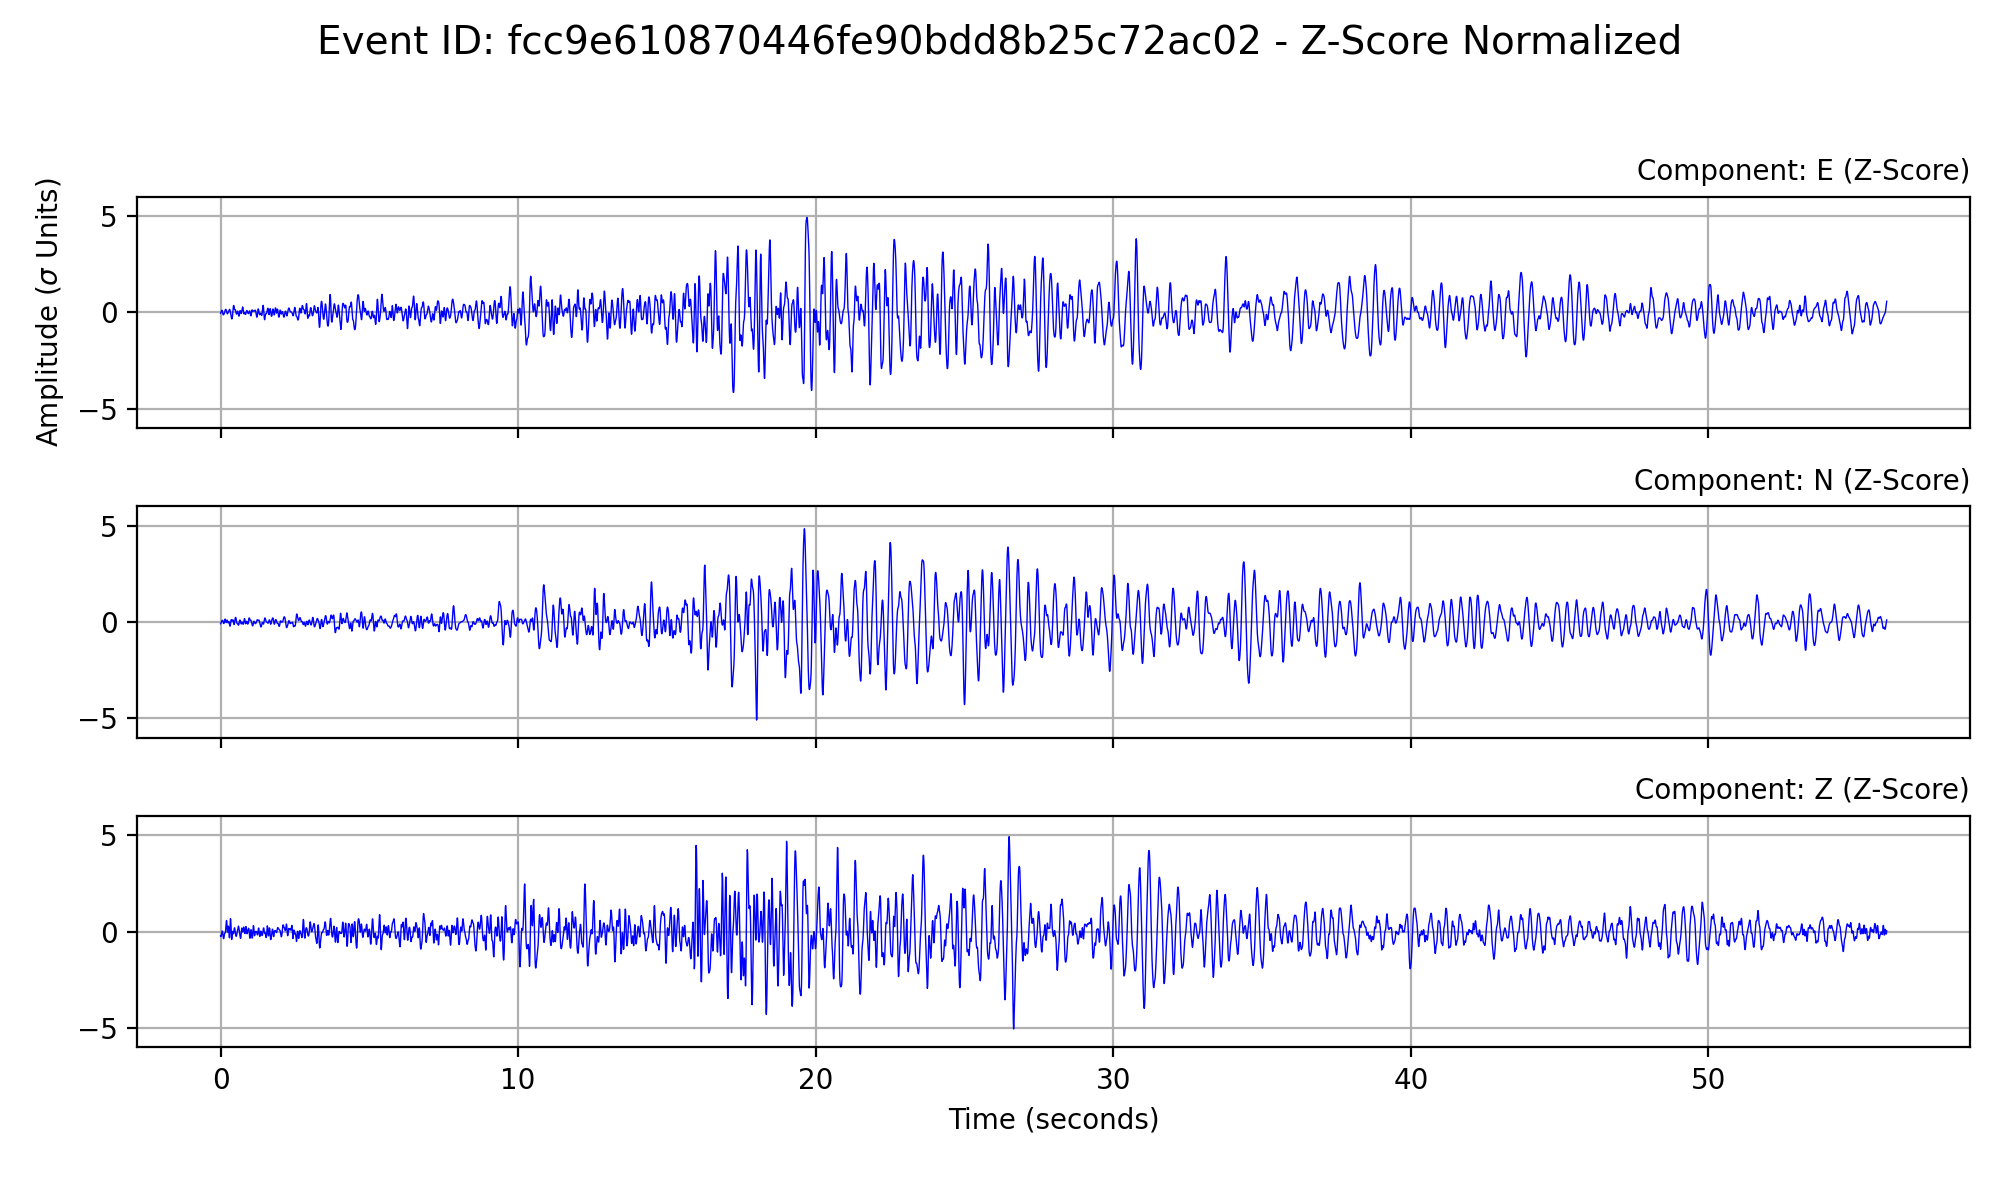 Event ID: fcc9e610870446fe90bdd8b25c72ac02 - Z-Score Normalized
Component: E (Z-Score)
Amplitude (σ Units)
5
0
−5
Component: N (Z-Score)
5
0
−5
Component: Z (Z-Score)
5
0
−5
0 10 20 30 40 50
Time (seconds)